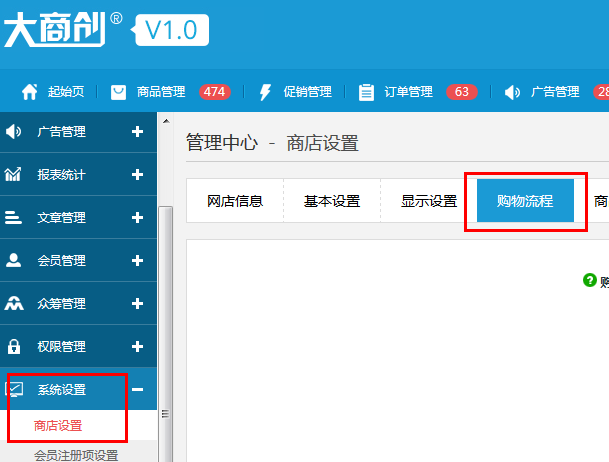 大商创® V1.0
起始页 商品管理 474 促销管理 订单管理 63 广告管理 28
广告管理
管理中心 - 商店设置
报表统计
网店信息 基本设置 显示设置 购物流程 商
文章管理
会员管理
购
众筹管理
权限管理
系统设置
商店设置
会员注册项设置